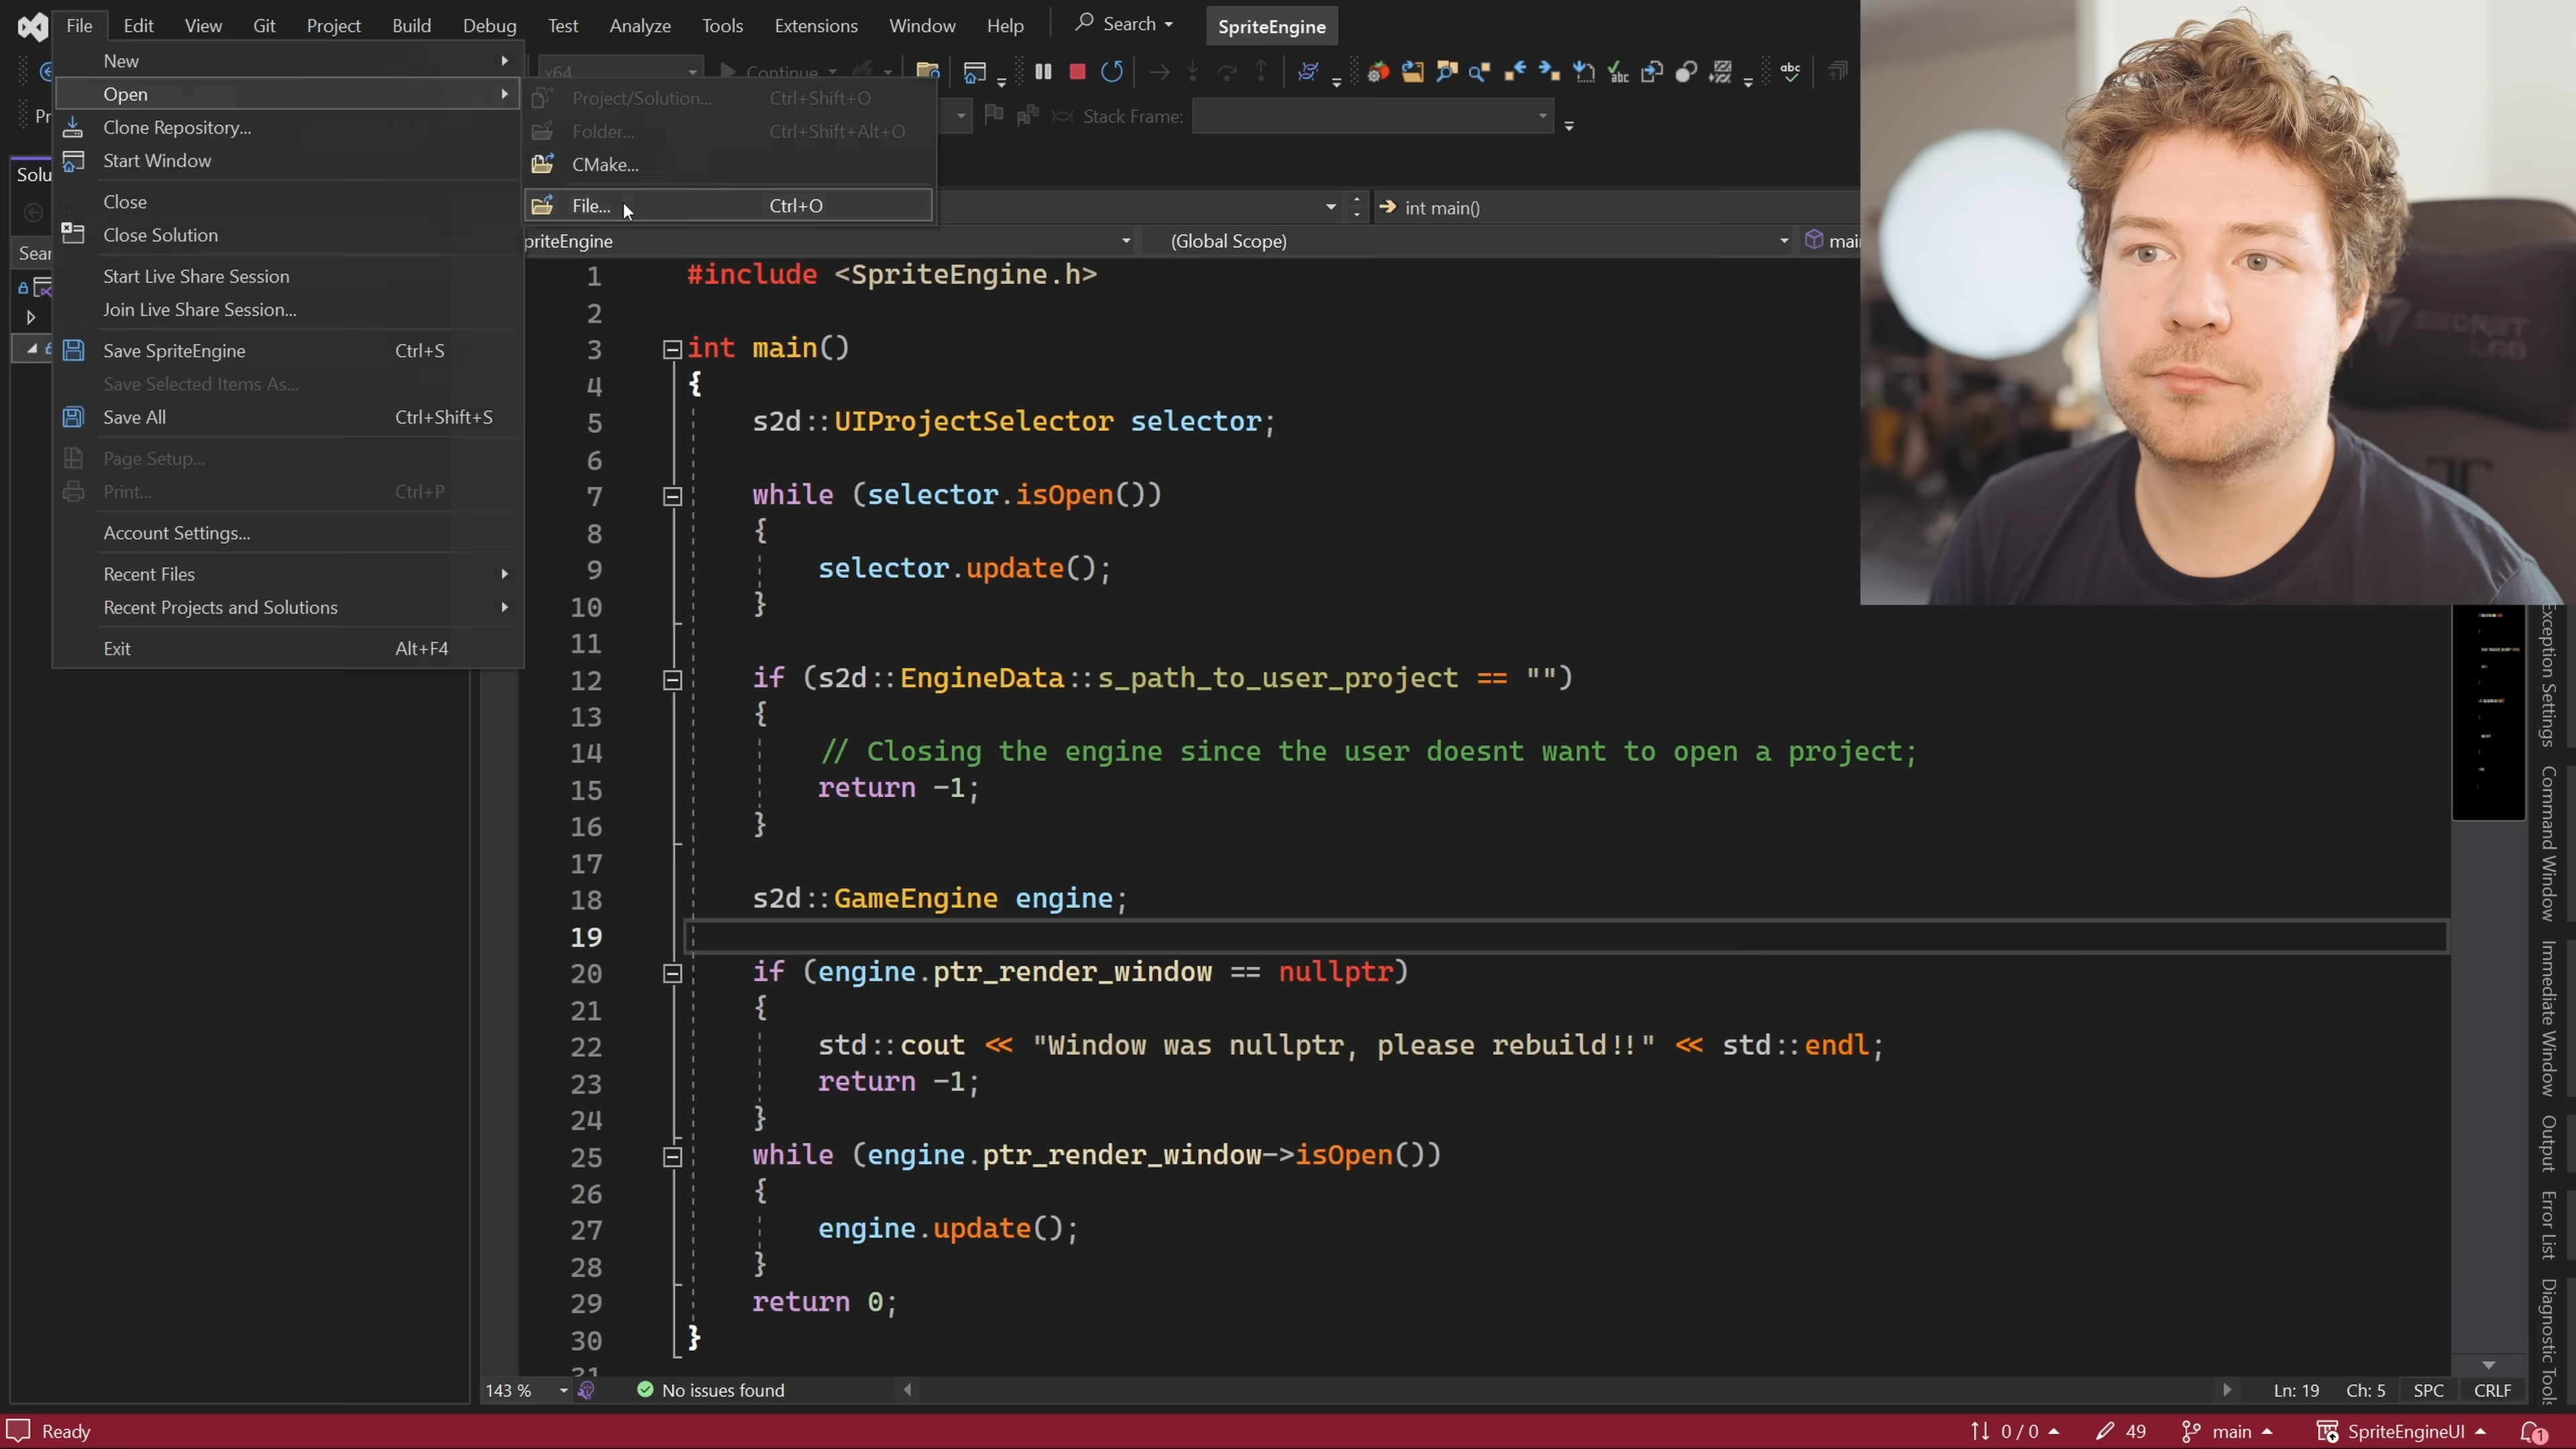 File Edit View Git Project Build Debug Test Analyze Tools Extensions Window Help Search SpriteEngine
New
x64 Continue
Open
Project/Solution... Ctrl+Shift+O
Clone Repository...
Folder... Ctrl+Shift+Alt+O
Stack Frame:
Start Window
CMake...
Close
File... Ctrl+O
int main()
Close Solution
priteEngine (Global Scope)
Start Live Share Session
Join Live Share Session...
Save SpriteEngine Ctrl+S
Save Selected Items As...
Save All Ctrl+Shift+S
Page Setup...
Print... Ctrl+P
Account Settings...
Recent Files
Recent Projects and Solutions
Exit Alt+F4
1 #include <SpriteEngine.h>
2
3 int main()
4 {
5 s2d::UIProjectSelector selector;
6
7 while (selector.isOpen())
8 {
9 selector.update();
10 }
11
12 if (s2d::EngineData::s_path_to_user_project == "")
13 {
14 // Closing the engine since the user doesnt want to open a project;
15 return -1;
16 }
17
18 s2d::GameEngine engine;
19
20 if (engine.ptr_render_window == nullptr)
21 {
22 std::cout << "Window was nullptr, please rebuild!!" << std::endl;
23 return -1;
24 }
25 while (engine.ptr_render_window->isOpen())
26 {
27 engine.update();
28 }
29 return 0;
30 }
31
SECRET
LAB
Exception Settings
Command Window
Immediate Window
Output
Error List
Diagnostic Tools
143 % No issues found Ln: 19 Ch: 5 SPC CRLF
Ready 0 / 0 49 main SpriteEngineUI 1